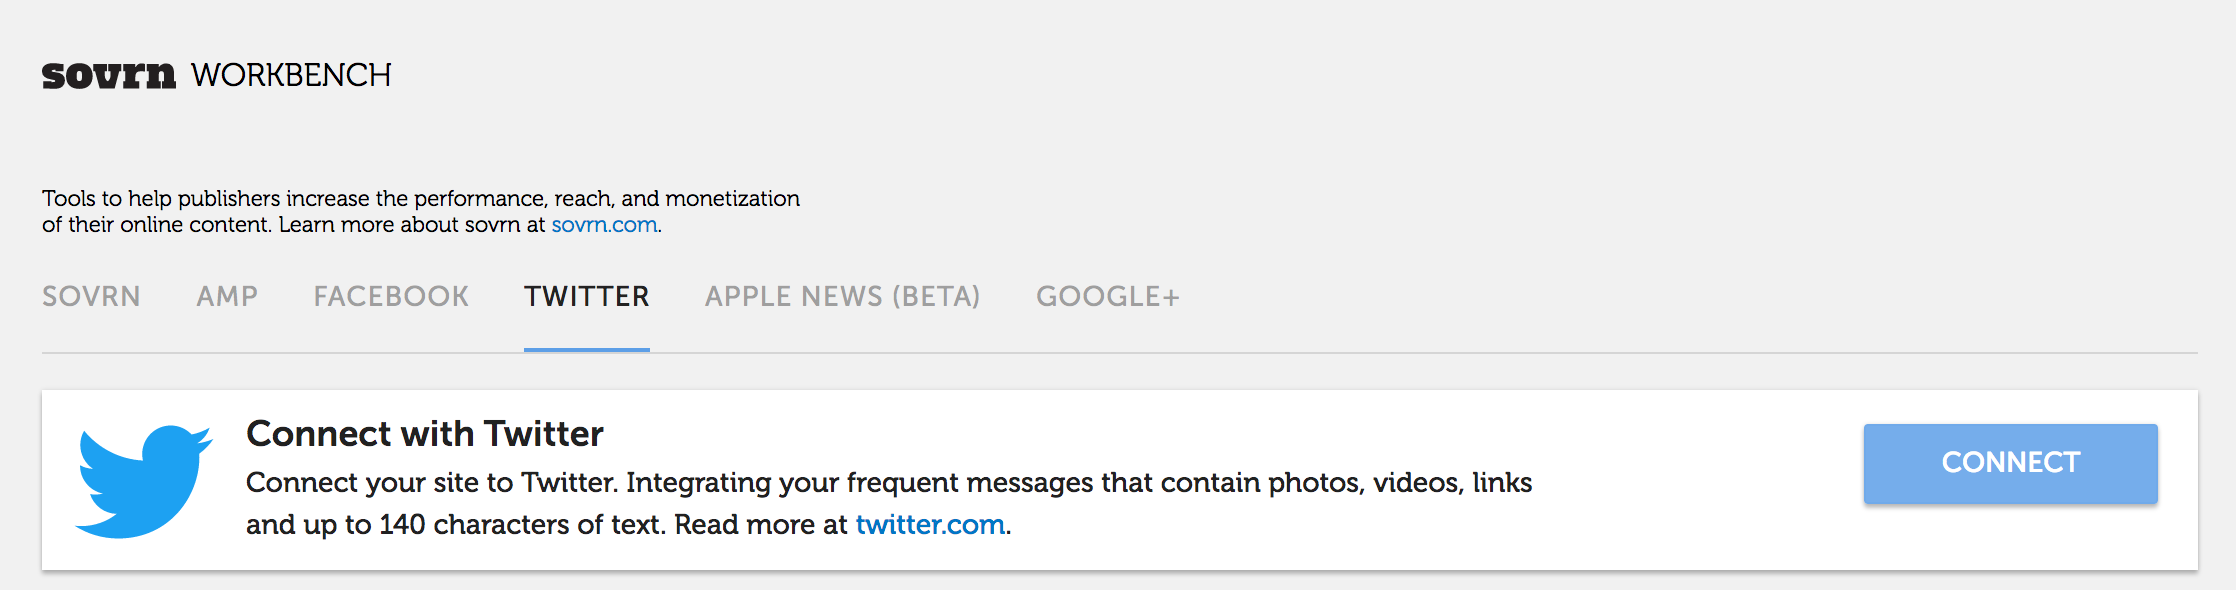 sovrn WORKBENCH
Tools to help publishers increase the performance, reach, and monetization
of their online content. Learn more about sovrn at sovrn.com.
SOVRN AMP FACEBOOK TWITTER APPLE NEWS (BETA) GOOGLE+
Connect with Twitter
Connect your site to Twitter. Integrating your frequent messages that contain photos, videos, links
and up to 140 characters of text. Read more at twitter.com.
CONNECT